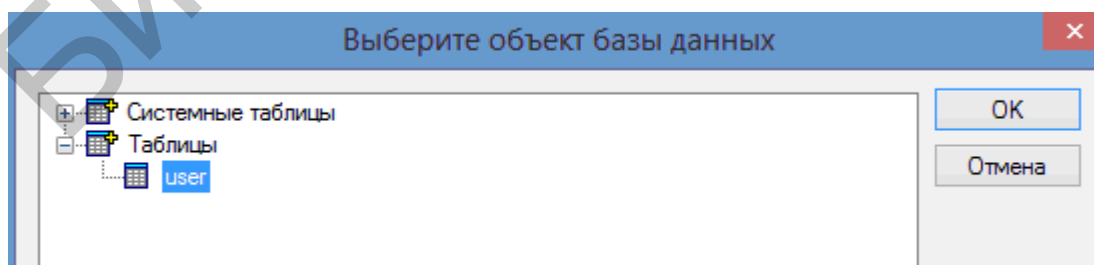 Выберите объект базы данных
Системные таблицы
Таблицы
user
OK
Отмена